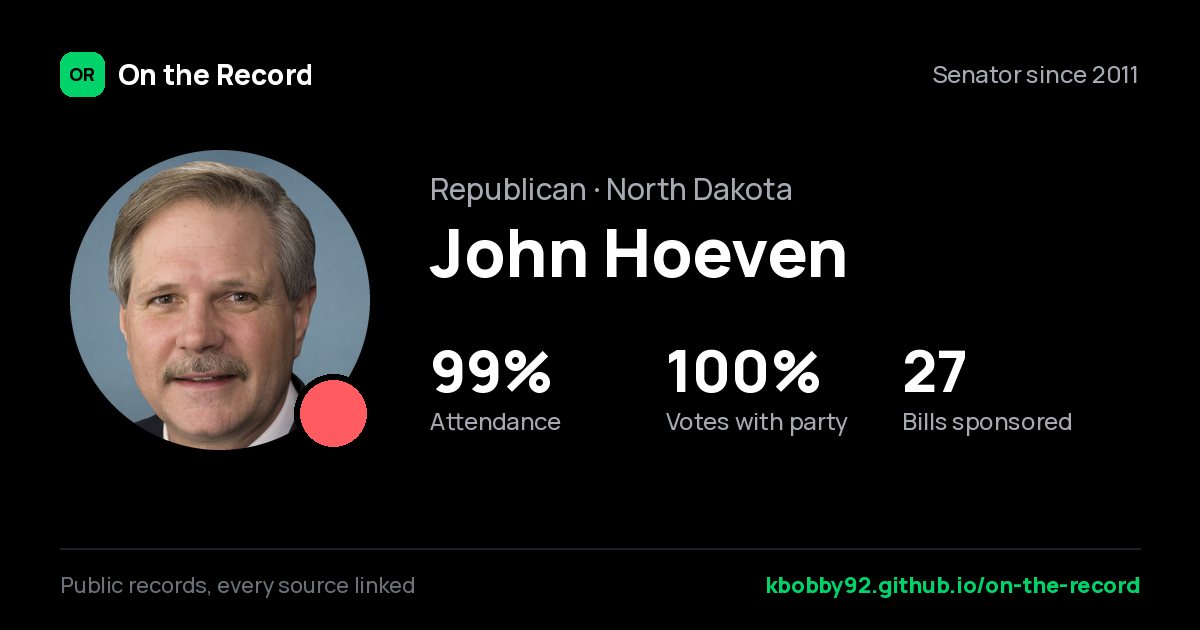 OR On the Record
Senator since 2011
Republican · North Dakota
John Hoeven
99% 100% 27
Attendance Votes with party Bills sponsored
Public records, every source linked
kbobby92.github.io/on-the-record